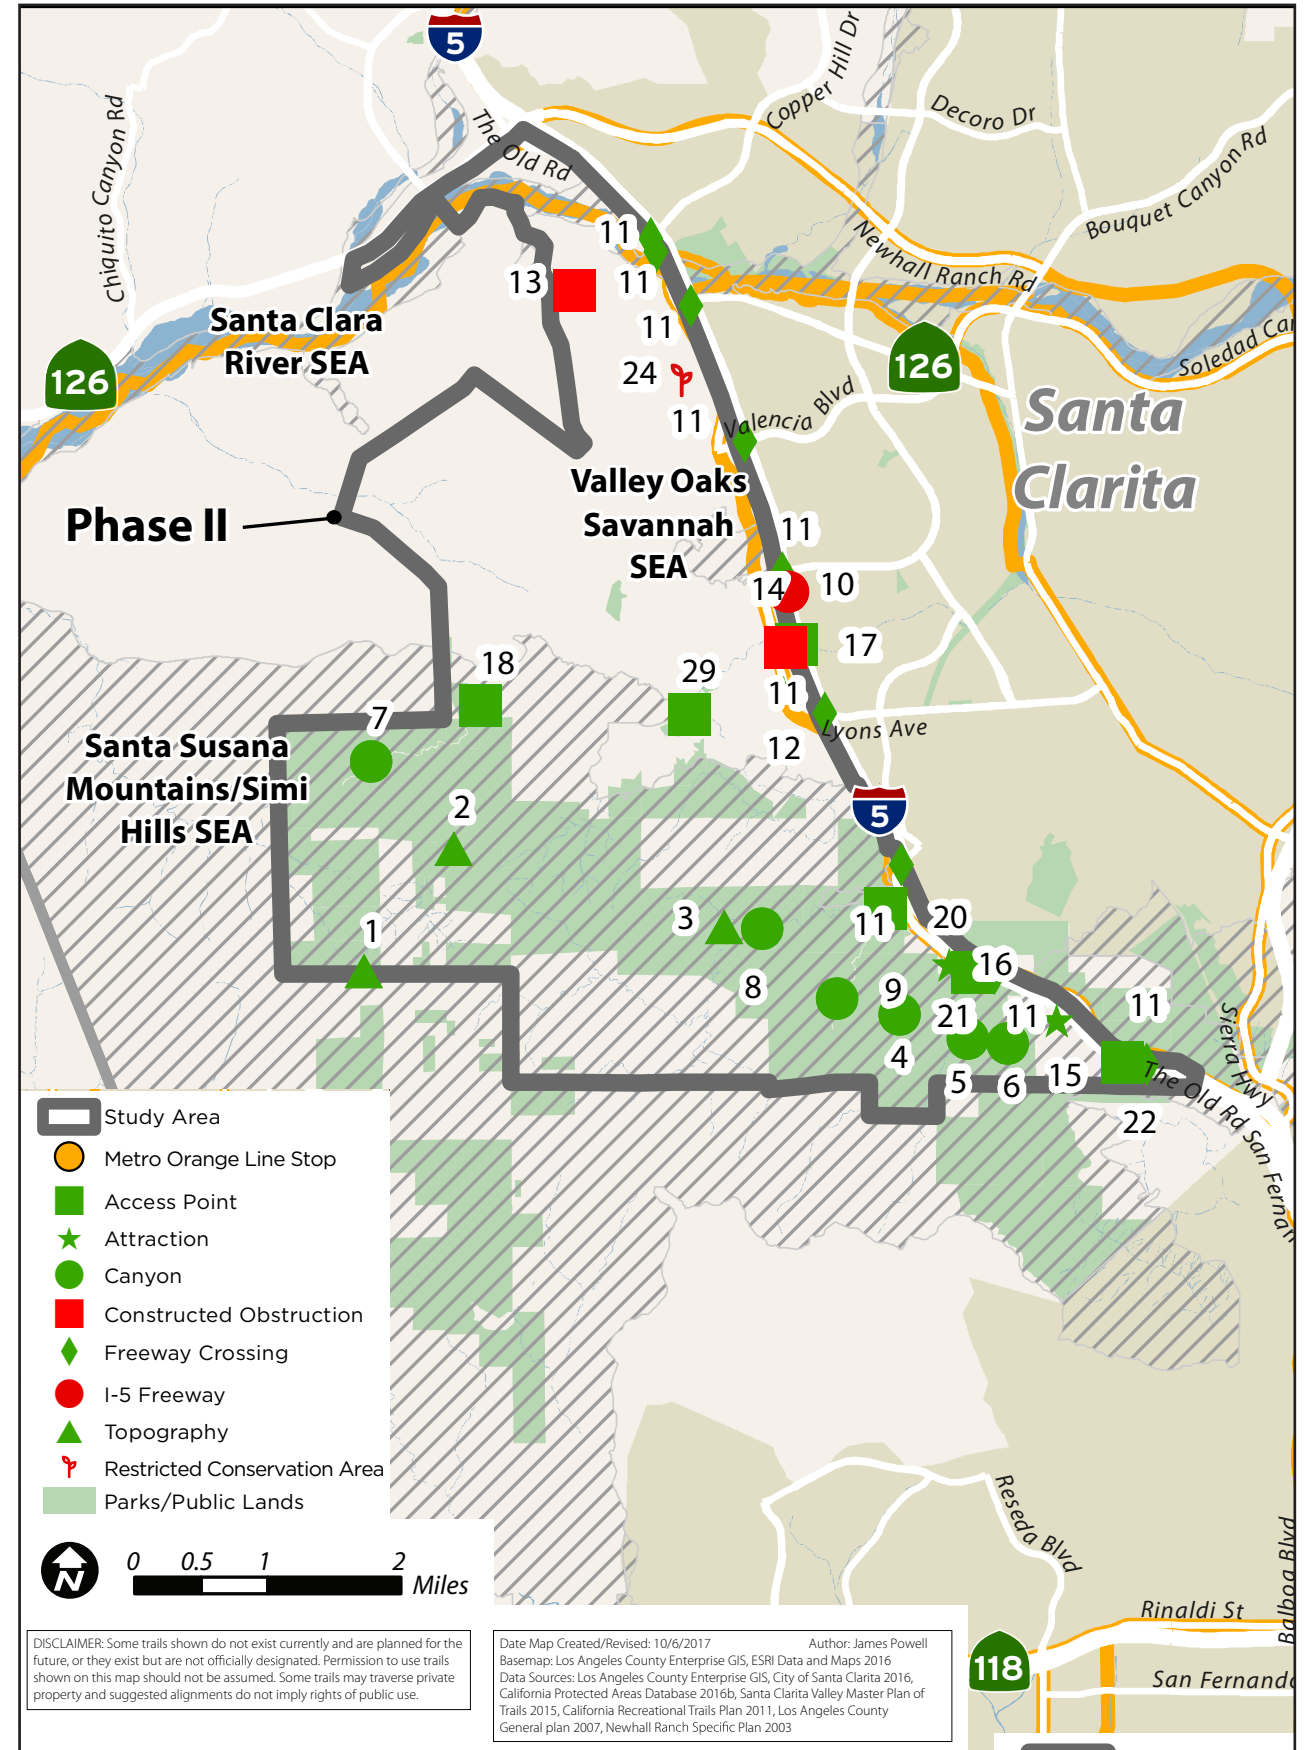 5
Copper Hill Dr
Decoro Dr
Chiquito Canyon Rd
The Old Rd
Bouquet Canyon Rd
11
Newhall Ranch Rd
13
11
Santa Clara
River SEA
11
126
126
Soledad Can
24
Santa
Clarita
11
Valencia Blvd
Valley Oaks
Savannah
SEA
Phase II
11
14
10
17
18
29
11
7
Lyons Ave
12
Santa Susana
Mountains/Simi
Hills SEA
2
5
3
11
20
1
16
8
9
21
11
11
Sierra Hwy
4
5
6
15
The Old Rd
22
San Fernan
Study Area
Metro Orange Line Stop
Access Point
Attraction
Canyon
Constructed Obstruction
Freeway Crossing
I-5 Freeway
Topography
Restricted Conservation Area
Parks/Public Lands
N
0 0.5 1 2
Miles
Reseda Blvd
Balboa Blvd
Rinaldi St
118
San Fernando
DISCLAIMER: Some trails shown do not exist currently and are planned for the
future, or they exist but are not officially designated. Permission to use trails
shown on this map should not be assumed. Some trails may traverse private
property and suggested alignments do not imply rights of public use.
Date Map Created/Revised: 10/6/2017 Author: James Powell
Basemap: Los Angeles County Enterprise GIS, ESRI Data and Maps 2016
Data Sources: Los Angeles County Enterprise GIS, City of Santa Clarita 2016,
California Protected Areas Database 2016b, Santa Clarita Valley Master Plan of
Trails 2015, California Recreational Trails Plan 2011, Los Angeles County
General plan 2007, Newhall Ranch Specific Plan 2003